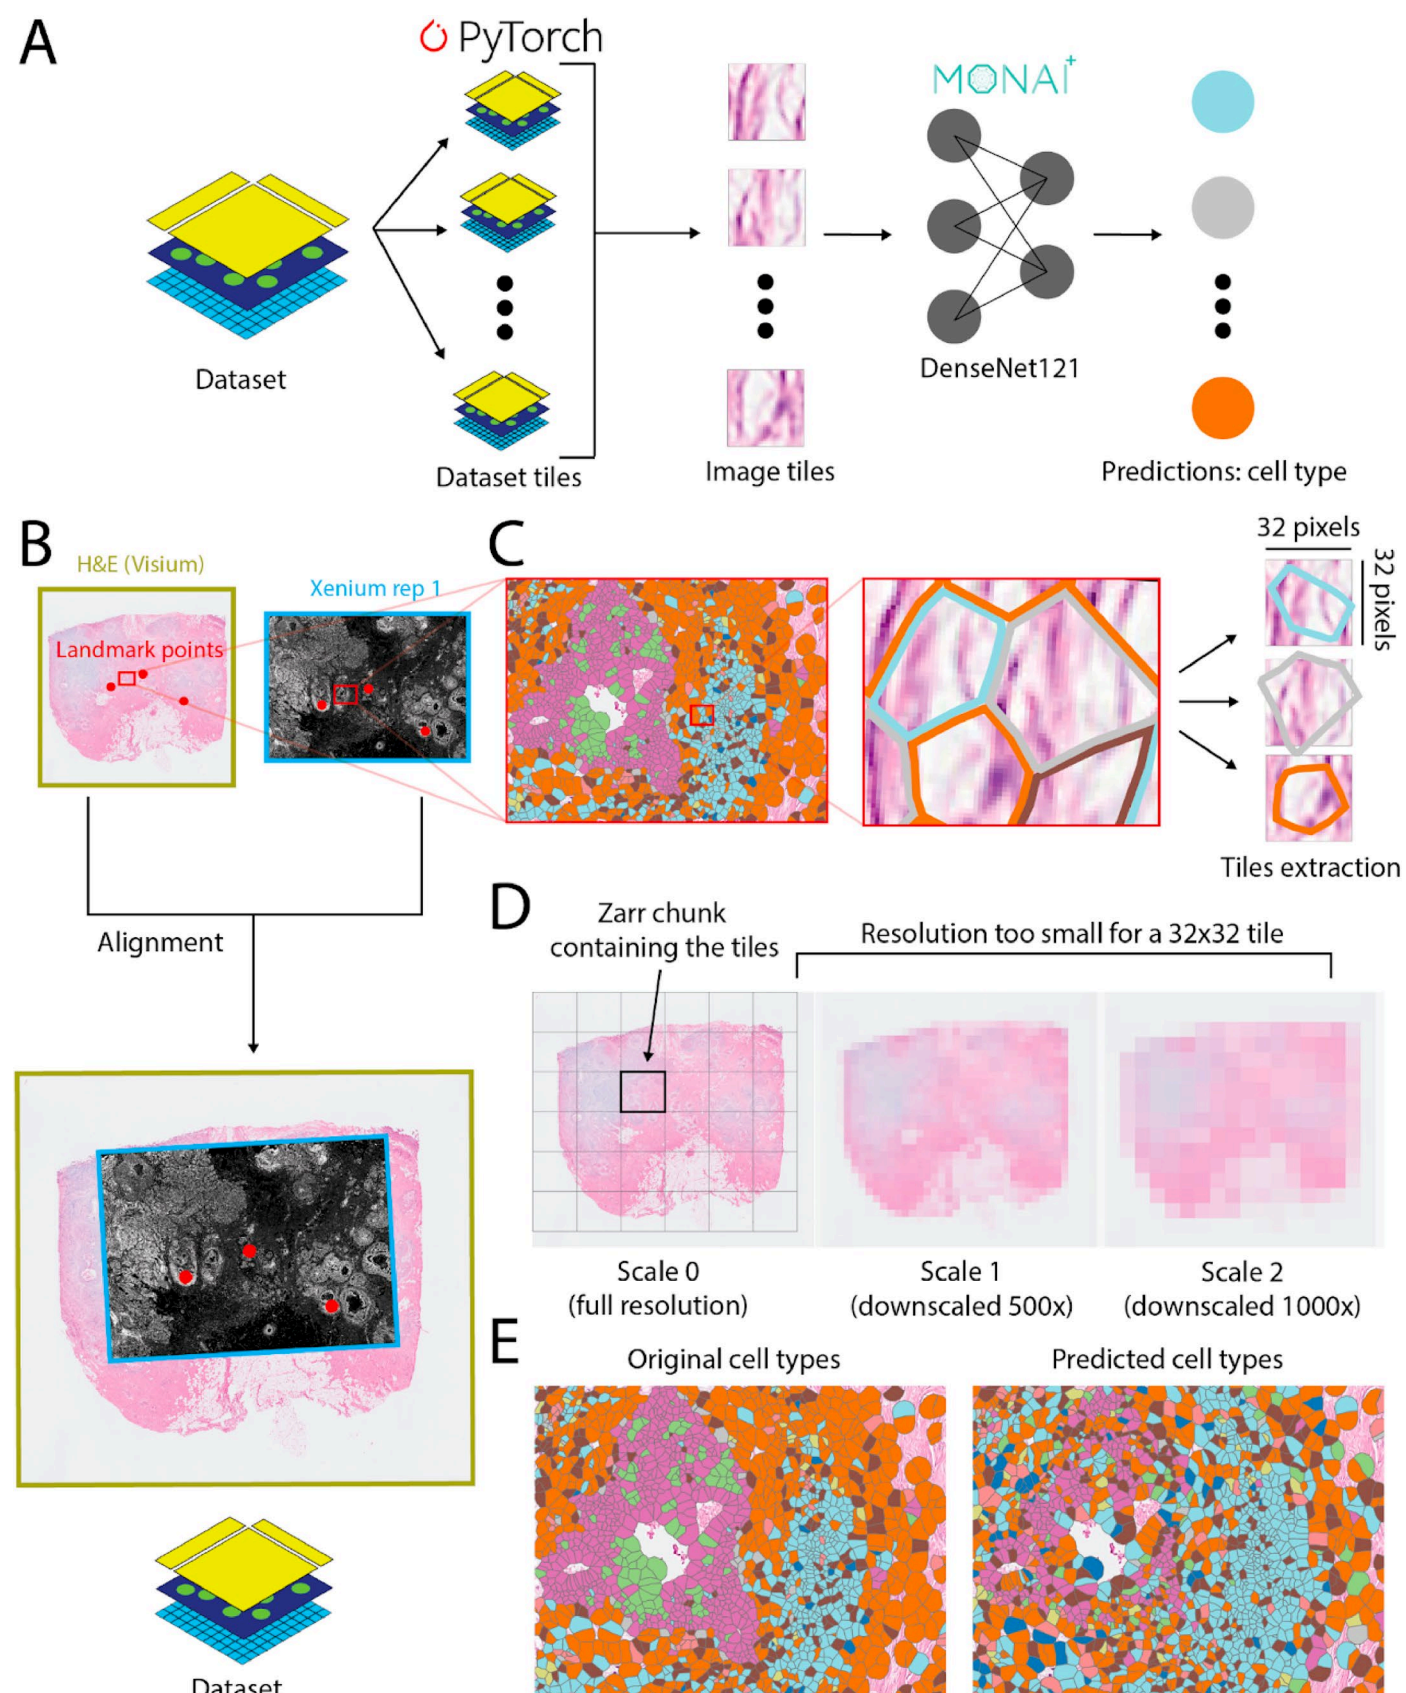 A
PyTorch
MONAI
Dataset
Dataset tiles
Image tiles
DenseNet121
Predictions: cell type
B
H&E (Visium)
Landmark points
Xenium rep 1
Alignment
Dataset
C
32 pixels
32 pixels
Tiles extraction
D
Zarr chunk
containing the tiles
Resolution too small for a 32x32 tile
Scale 0
(full resolution)
Scale 1
(downscaled 500x)
Scale 2
(downscaled 1000x)
E
Original cell types
Predicted cell types